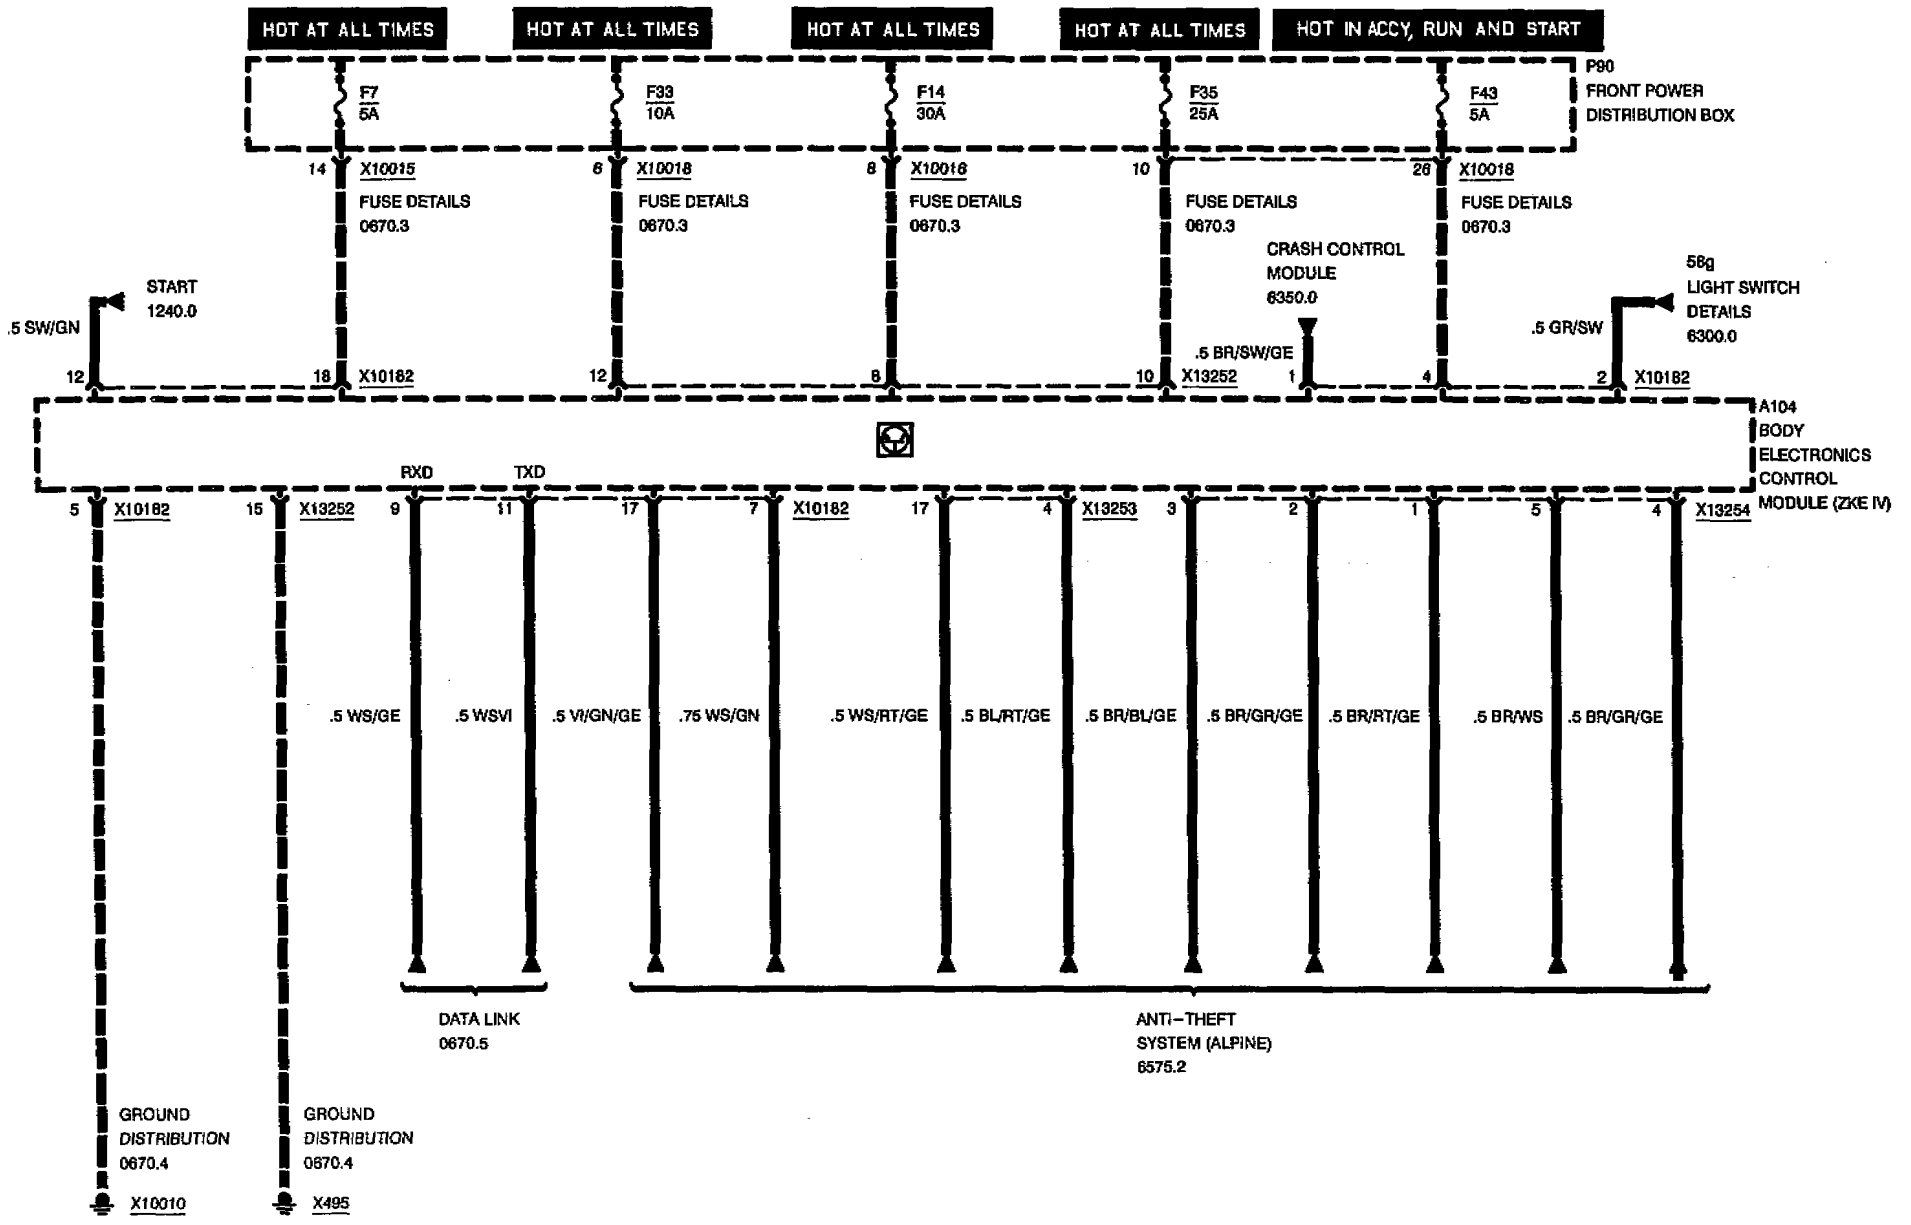 HOT AT ALL TIMES
HOT AT ALL TIMES
HOT AT ALL TIMES
HOT AT ALL TIMES
HOT IN ACCY, RUN AND START
P90
FRONT POWER
DISTRIBUTION BOX
F7
5A
F33
10A
F14
30A
F35
25A
F43
5A
14
X10015
6
X10018
8
X10016
10
26
X10018
FUSE DETAILS
0670.3
FUSE DETAILS
0670.3
FUSE DETAILS
0670.3
FUSE DETAILS
0670.3
FUSE DETAILS
0670.3
CRASH CONTROL
MODULE
6350.0
58g
LIGHT SWITCH
DETAILS
6300.0
START
1240.0
.5 SW/GN
.5 BR/SW/GE
.5 GR/SW
12
18
X10182
12
8
10
X13252
1
4
2
X10182
A104
BODY
ELECTRONICS
CONTROL
MODULE (ZKE IV)
RXD
TXD
5
X10182
15
X13252
9
11
17
7
X10182
17
4
X13253
3
2
1
5
4
X13254
.5 WS/GE
.5 WSVI
.5 VI/GN/GE
.75 WS/GN
.5 WS/RT/GE
.5 BL/RT/GE
.5 BR/BL/GE
.5 BR/GR/GE
.5 BR/RT/GE
.5 BR/WS
.5 BR/GR/GE
DATA LINK
0670.5
ANTI-THEFT
SYSTEM (ALPINE)
6575.2
GROUND
DISTRIBUTION
0670.4
GROUND
DISTRIBUTION
0670.4
X10010
X495